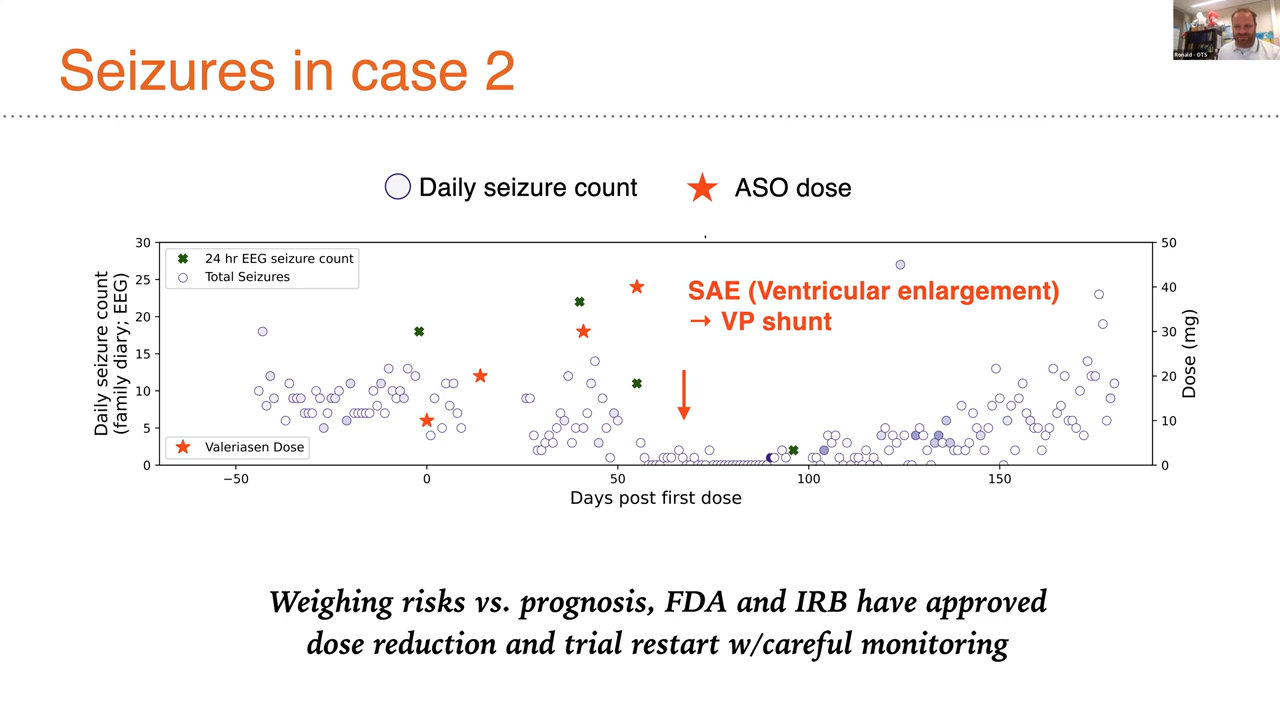 Seizures in case 2
Ronald - OTS
Daily seizure count
ASO dose
24 hr EEG seizure count
Total Seizures
Valeriasen Dose
SAE (Ventricular enlargement)
→ VP shunt
Daily seizure count
(family diary; EEG)
30
25
20
15
10
5
0
50
40
30
20
10
0
Dose (mg)
−50
0
50
100
150
Days post first dose
Weighing risks vs. prognosis, FDA and IRB have approved
dose reduction and trial restart w/careful monitoring